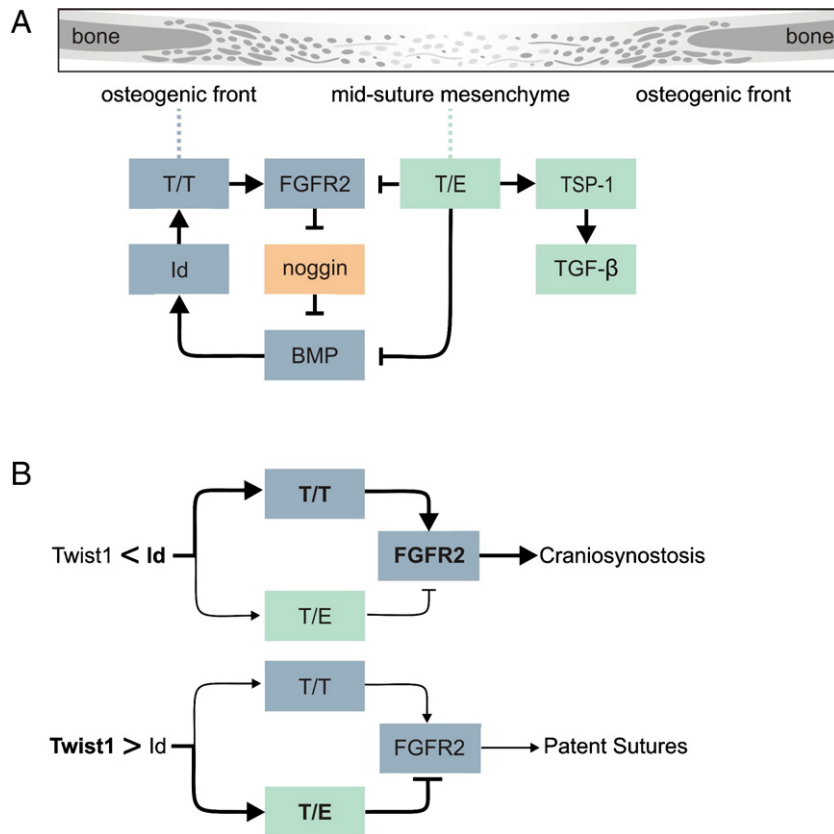 A
bone bone
osteogenic front mid-suture mesenchyme osteogenic front
T/T FGFR2 T/E TSP-1
Id noggin TGF-β
BMP
B
T/T
Twist1 < Id FGFR2 Craniosynostosis
T/E
T/T
Twist1 > Id FGFR2 Patent Sutures
T/E